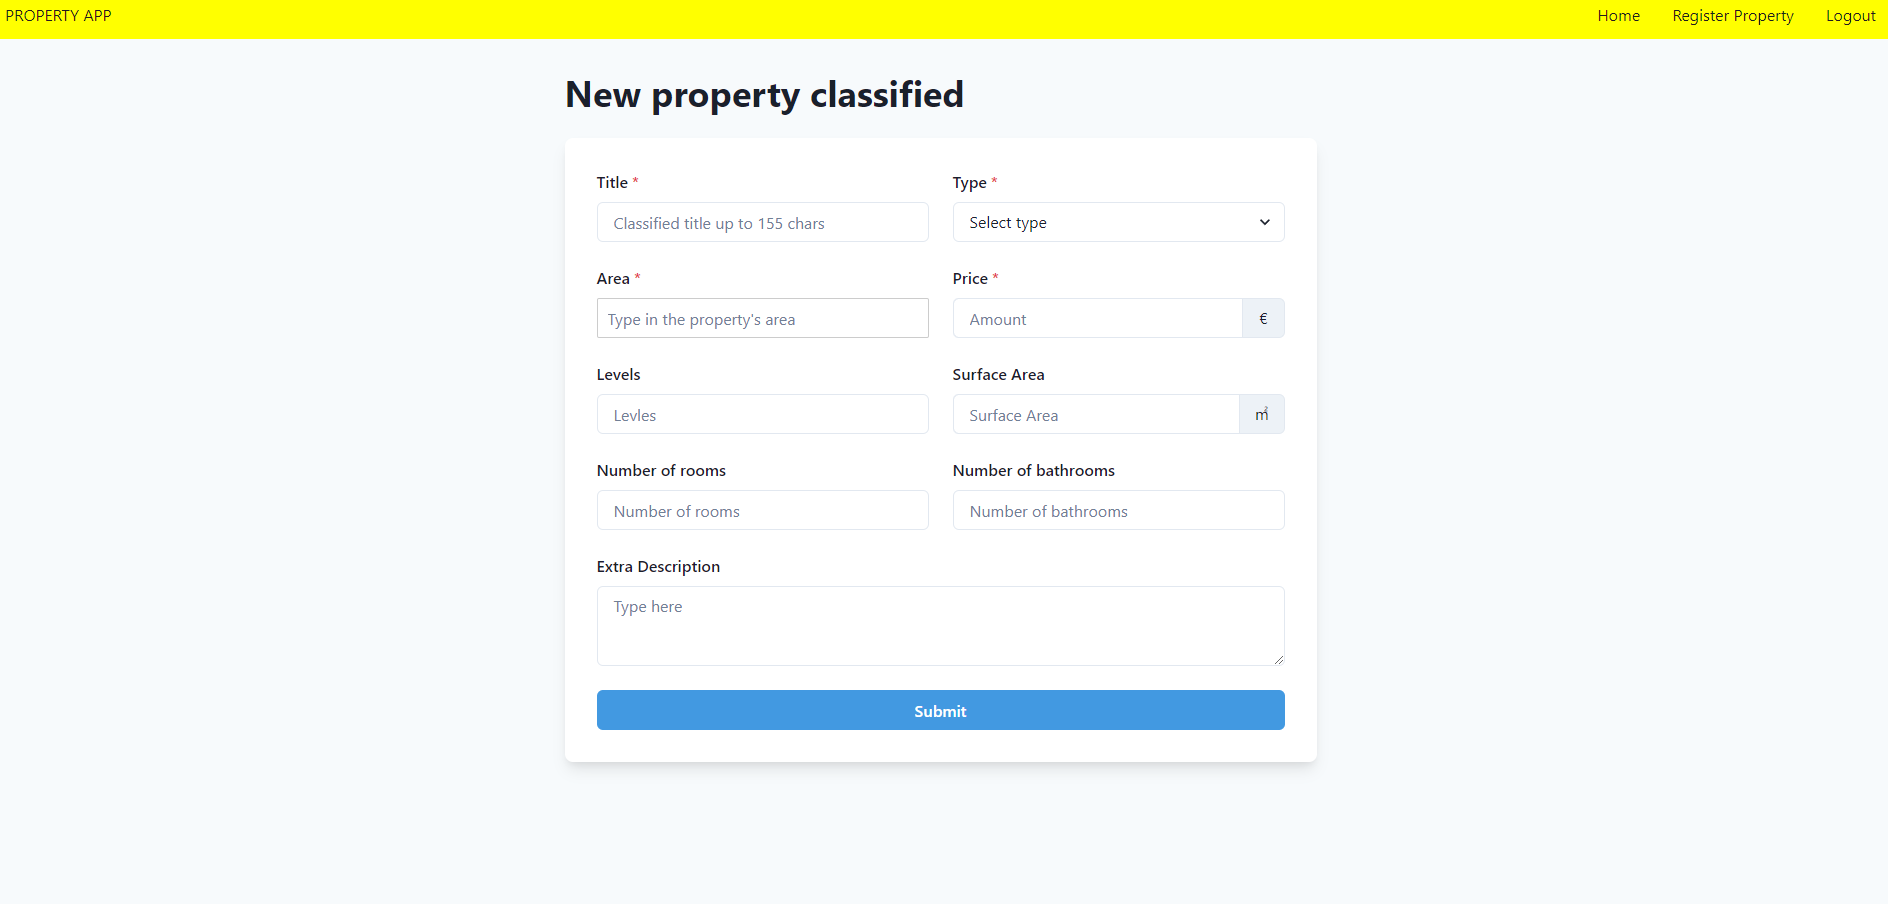 PROPERTY APP Home Register Property Logout
New property classified
Title * Type *
Classified title up to 155 chars Select type
Area * Price *
Type in the property's area Amount €
Levels Surface Area
Levles Surface Area m²
Number of rooms Number of bathrooms
Number of rooms Number of bathrooms
Extra Description
Type here
Submit